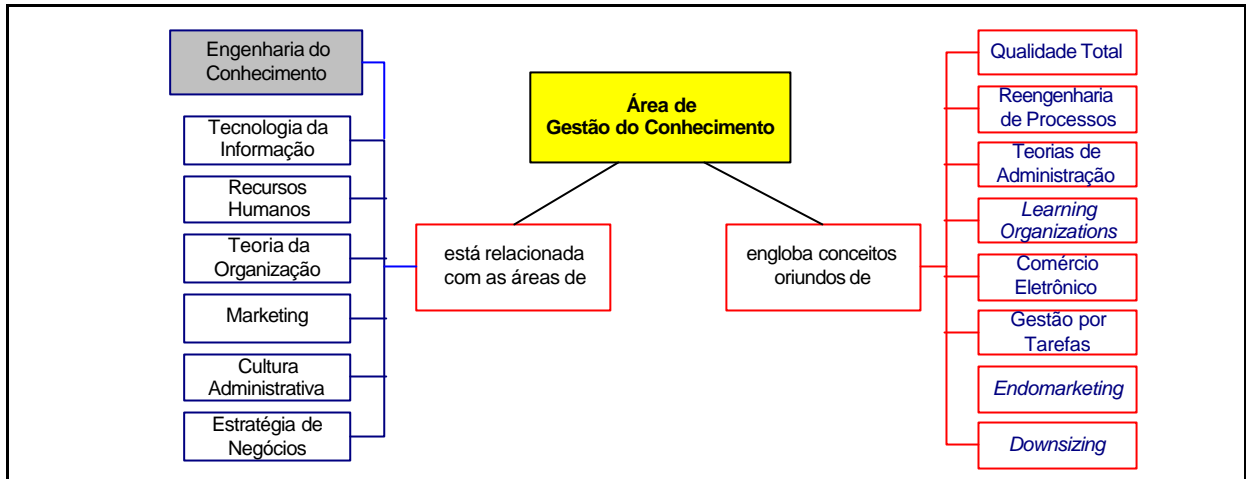 Engenharia do
Conhecimento
Tecnologia da
Informação
Recursos
Humanos
Teoria da
Organização
Marketing
Cultura
Administrativa
Estratégia de
Negócios
Área de
Gestão do Conhecimento
está relacionada
com as áreas de
engloba conceitos
oriundos de
Qualidade Total
Reengenharia
de Processos
Teorias de
Administração
Learning
Organizations
Comércio
Eletrônico
Gestão por
Tarefas
Endomarketing
Downsizing